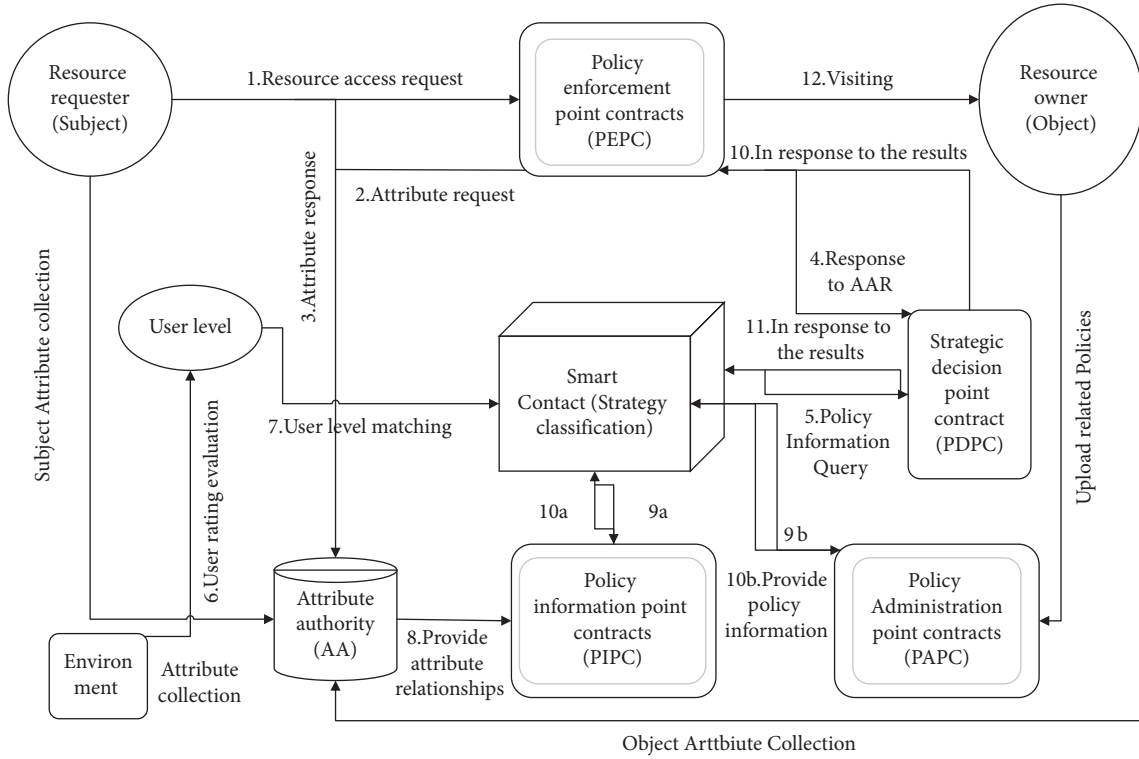 Resource
requester
(Subject)
1.Resource access request
Policy
enforcement
point contracts
(PEPC)
12.Visiting
Resource
owner
(Object)
10.In response to the results
2.Attribute request
3.Attribute response
Subject Attribute collection
4.Response
to AAR
User level
11.In response to
the results
Smart
Contact (Strategy
classification)
Strategic
decision
point
contract
(PDPC)
Upload related Policies
7.User level matching
5.Policy
Information
Query
6.User rating evaluation
10a
9a
9 b
Attribute
authority
(AA)
Policy
information point
contracts
(PIPC)
10b.Provide
policy
information
Policy
Administration
point contracts
(PAPC)
8.Provide
attribute
relationships
Environ
ment
Attribute
collection
Object Arttbiute Collection